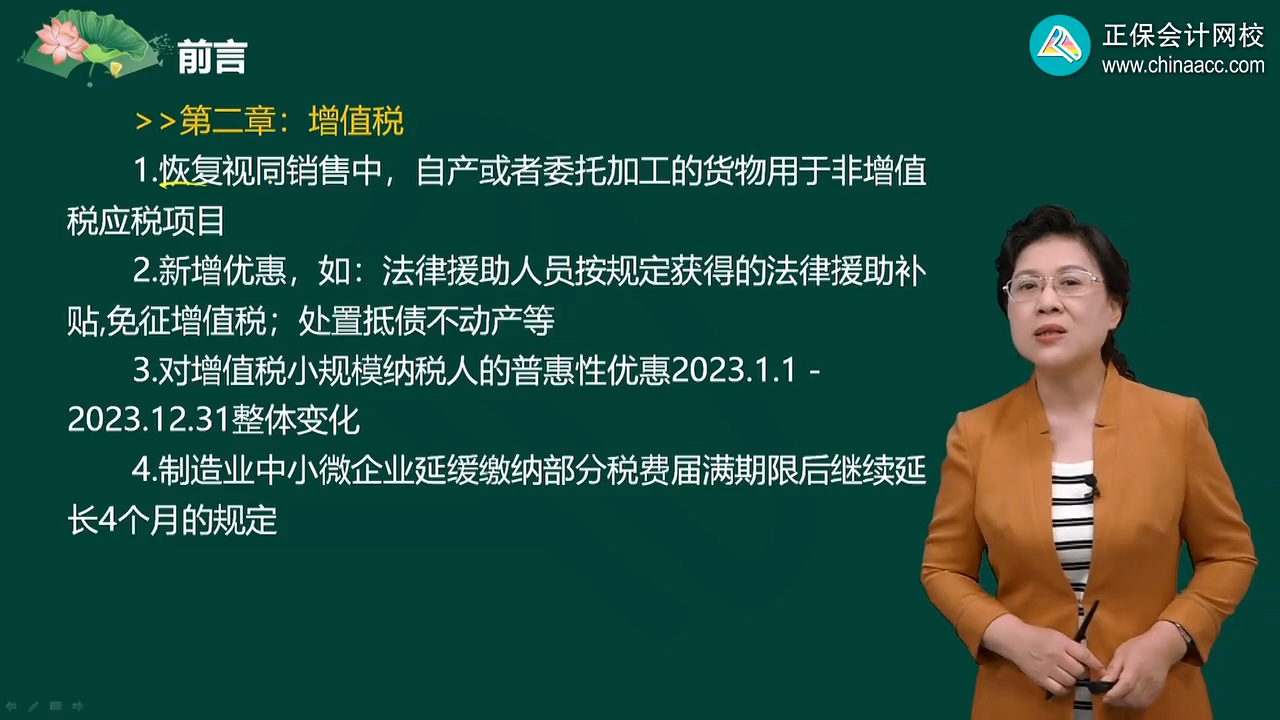 前言
正保会计网校
www.chinaacc.com
>>第二章：增值税
1.恢复视同销售中，自产或者委托加工的货物用于非增值
税应税项目
2.新增优惠，如：法律援助人员按规定获得的法律援助补
贴,免征增值税；处置抵债不动产等
3.对增值税小规模纳税人的普惠性优惠2023.1.1 -
2023.12.31整体变化
4.制造业中小微企业延缓缴纳部分税费届满期限后继续延
长4个月的规定